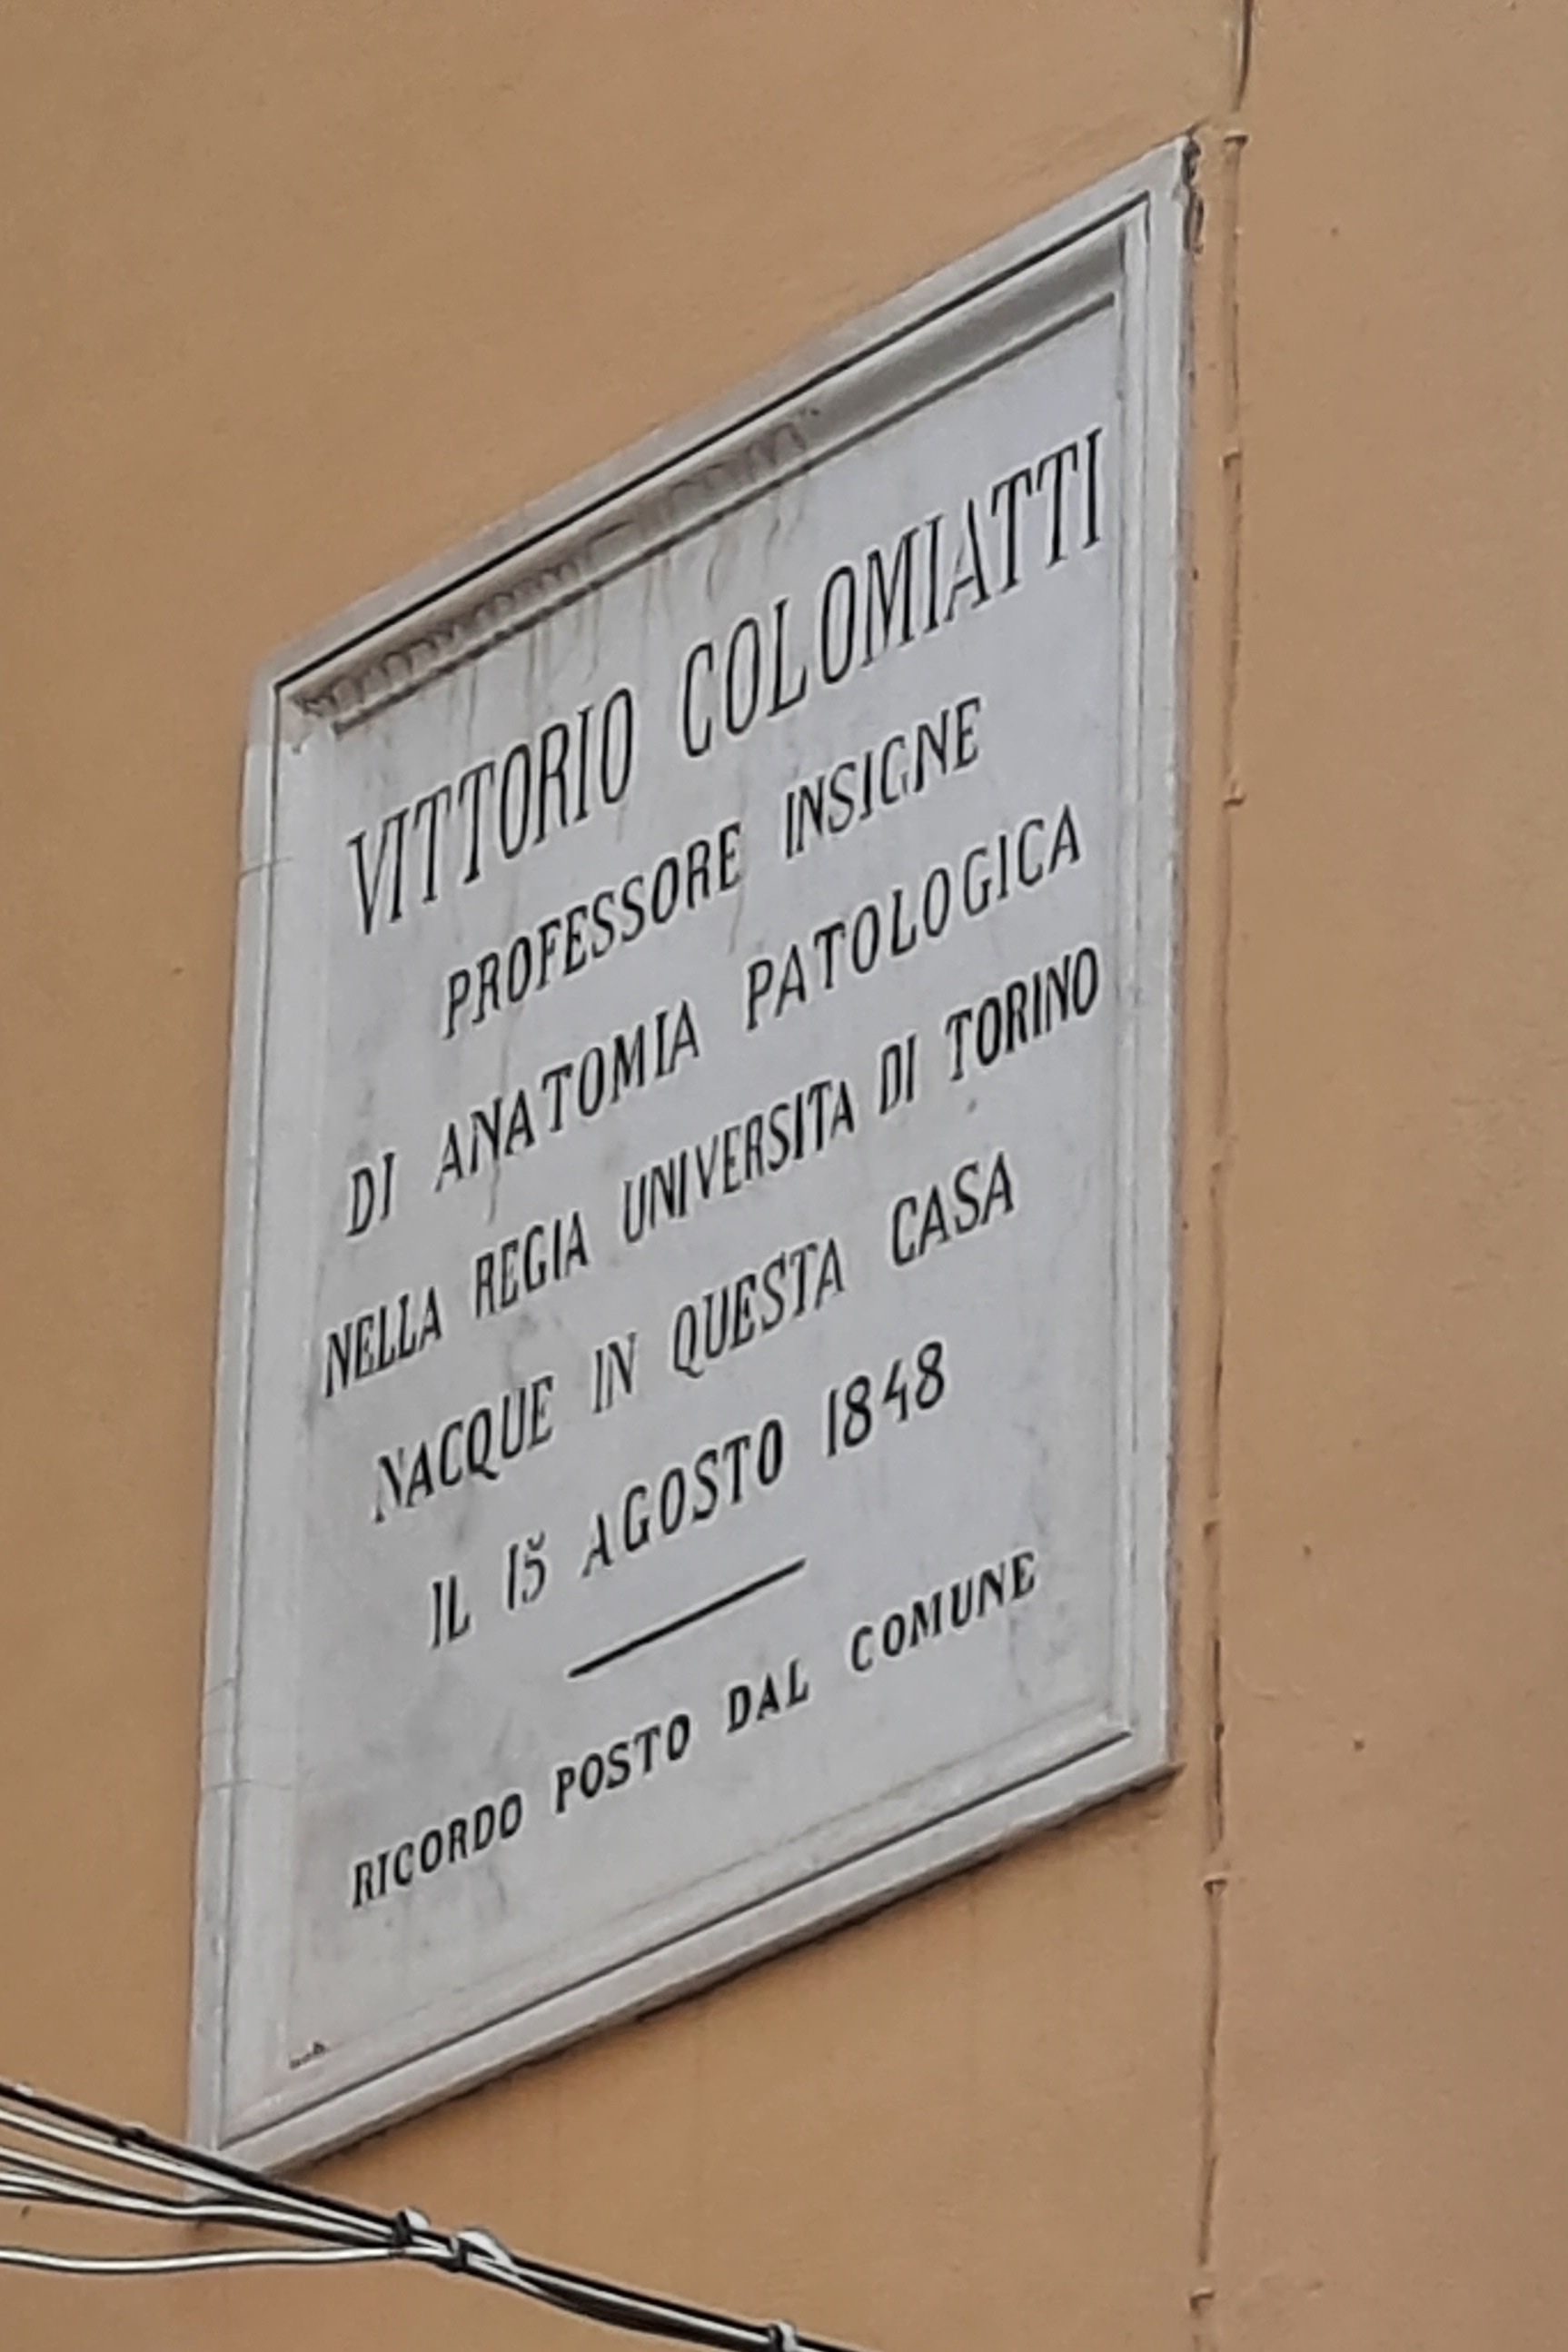 VITTORIO COLOMIATTI
PROFESSORE INSIGNE
DI ANATOMIA PATOLOGICA
NELLA REGIA UNIVERSITA DI TORINO
NACQUE IN QUESTA CASA
IL 15 AGOSTO 1848
RICORDO POSTO DAL COMUNE